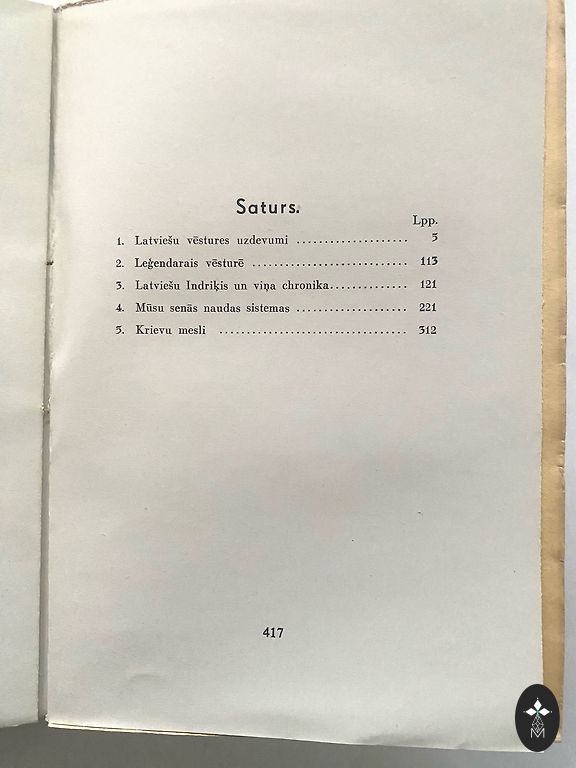 Saturs.
Lpp.
1. Latviešu vēstures uzdevumi .................... 5
2. Leģendarais vēsturē ............................ 113
3. Latviešu Indriķis un viņa chronika.............. 121
4. Mūsu senās naudas sistemas .................... 221
5. Krievu mesli .................................. 312
417
M